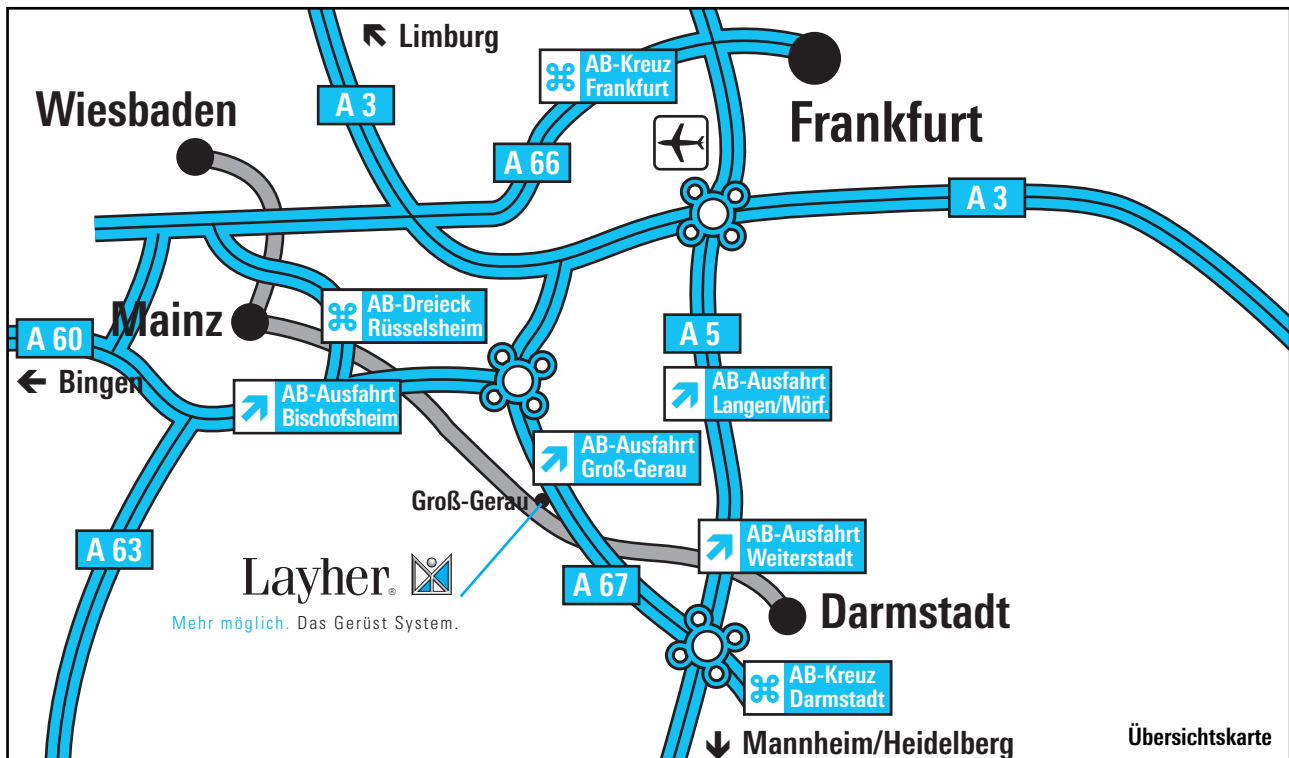 Limburg
AB-Kreuz
Frankfurt
Wiesbaden
A 3
Frankfurt
A 66
A 3
Mainz
AB-Dreieck
Rüsselsheim
A 60
A 5
Bingen
AB-Ausfahrt
Bischofsheim
AB-Ausfahrt
Langen/Mörf.
AB-Ausfahrt
Groß-Gerau
Groß-Gerau
A 63
AB-Ausfahrt
Weiterstadt
Layher®
A 67
Mehr möglich. Das Gerüst System.
Darmstadt
AB-Kreuz
Darmstadt
Mannheim/Heidelberg
Übersichtskarte